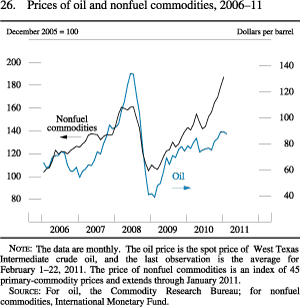 26. Prices of oil and nonfuel commodities, 2006–11
December 2005 = 100 Dollars per barrel
200
180
160
140
120
100
80
140
120
100
80
60
40
Nonfuel
commodities
Oil
2006 2007 2008 2009 2010 2011
NOTE: The data are monthly. The oil price is the spot price of West Texas
Intermediate crude oil, and the last observation is the average for
February 1–22, 2011. The price of nonfuel commodities is an index of 45
primary-commodity prices and extends through January 2011.
SOURCE: For oil, the Commodity Research Bureau; for nonfuel
commodities, International Monetary Fund.